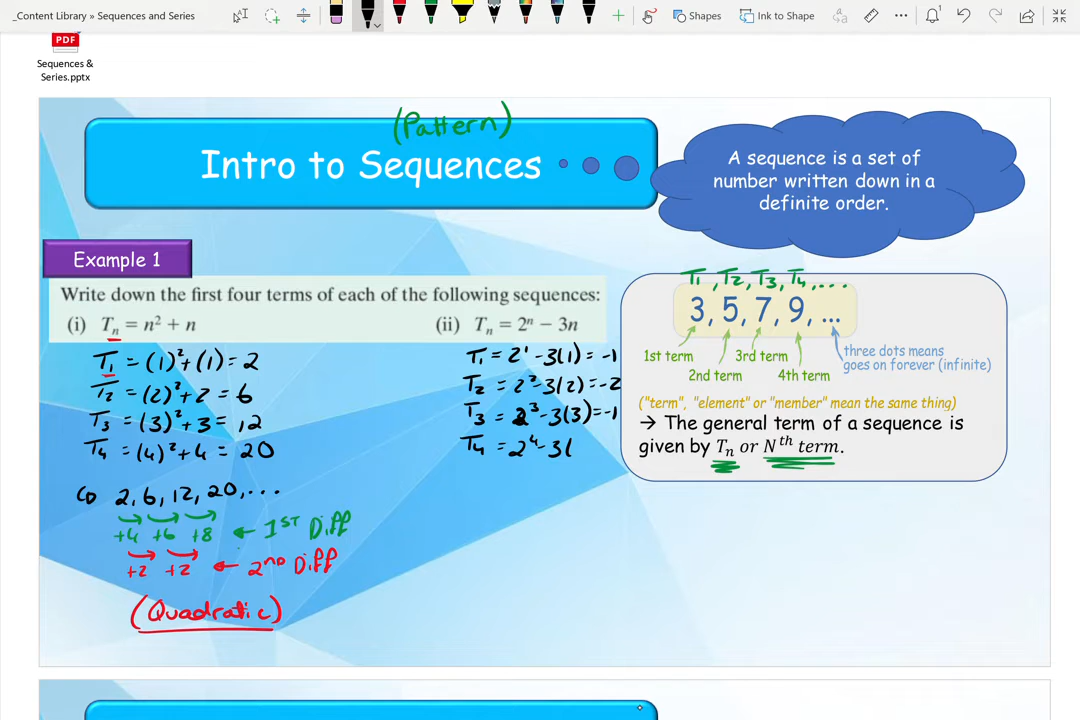 _Content Library » Sequences and Series
Shapes
Ink to Shape
PDF
Sequences &
Series.pptx
(Pattern)
Intro to Sequences
A sequence is a set of
number written down in a
definite order.
Example 1
Write down the first four terms of each of the following sequences:
(i) Tₙ = n² + n
(ii) Tₙ = 2ⁿ − 3n
T₁ = (1)²+(1) = 2
T₂ = (2)²+2 = 6
T₃ = (3)²+3 = 12
T₄ = (4)²+4 = 20
↪ 2, 6, 12, 20, ...
+4 +6 +8 ← 1ST Diff
+2 +2 ← 2nd Diff
(Quadratic)
T₁ = 2¹-3(1) = -1
T₂ = 2²-3(2) = -2
T₃ = 2³-3(3) = -1
T₄ = 2⁴-3(
T₁, T₂, T₃, T₄, ...
3, 5, 7, 9, ...
1st term
2nd term
3rd term
4th term
three dots means
goes on forever (infinite)
("term", "element" or "member" mean the same thing)
→ The general term of a sequence is
given by Tₙ or Nᵗʰ term.